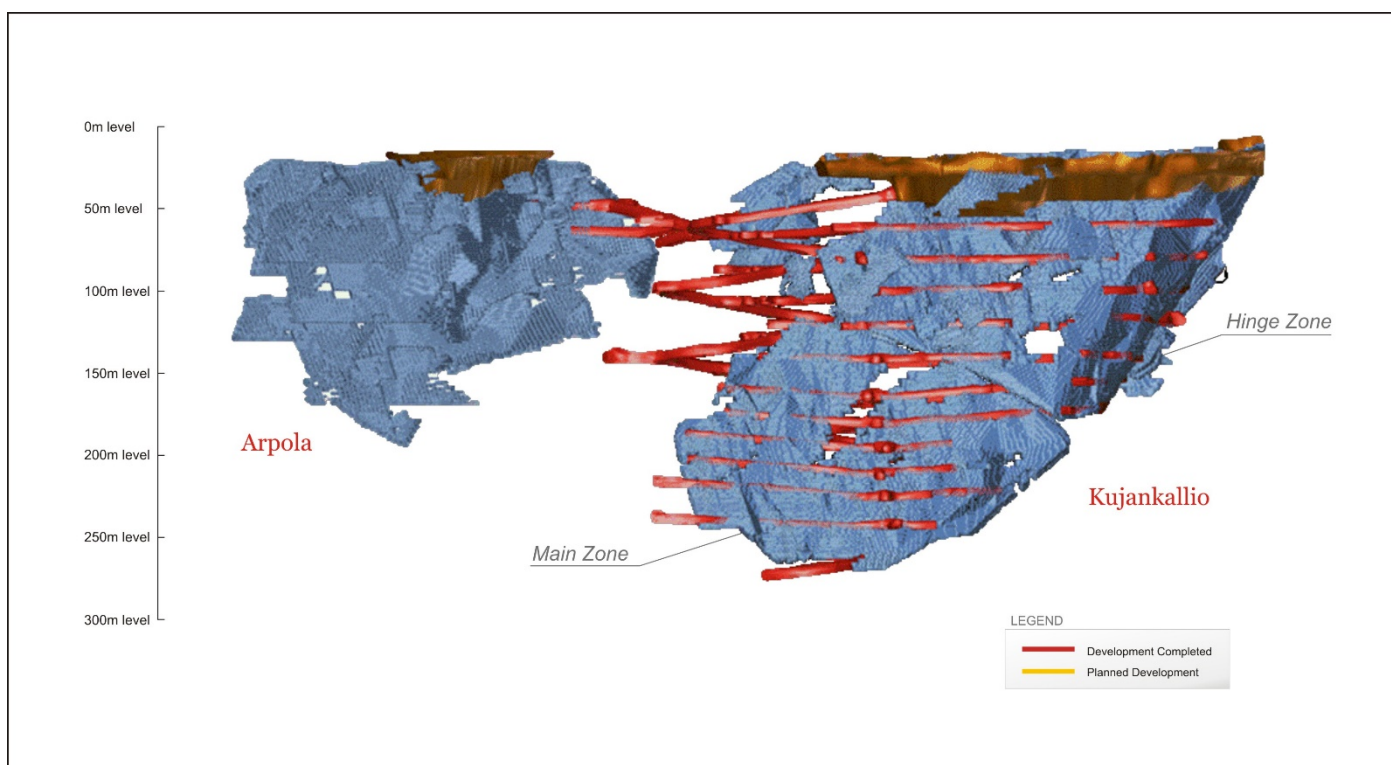 0m level
50m level
100m level
150m level
200m level
250m level
300m level
Arpola
Hinge Zone
Kujankallio
Main Zone
LEGEND
Development Completed
Planned Development